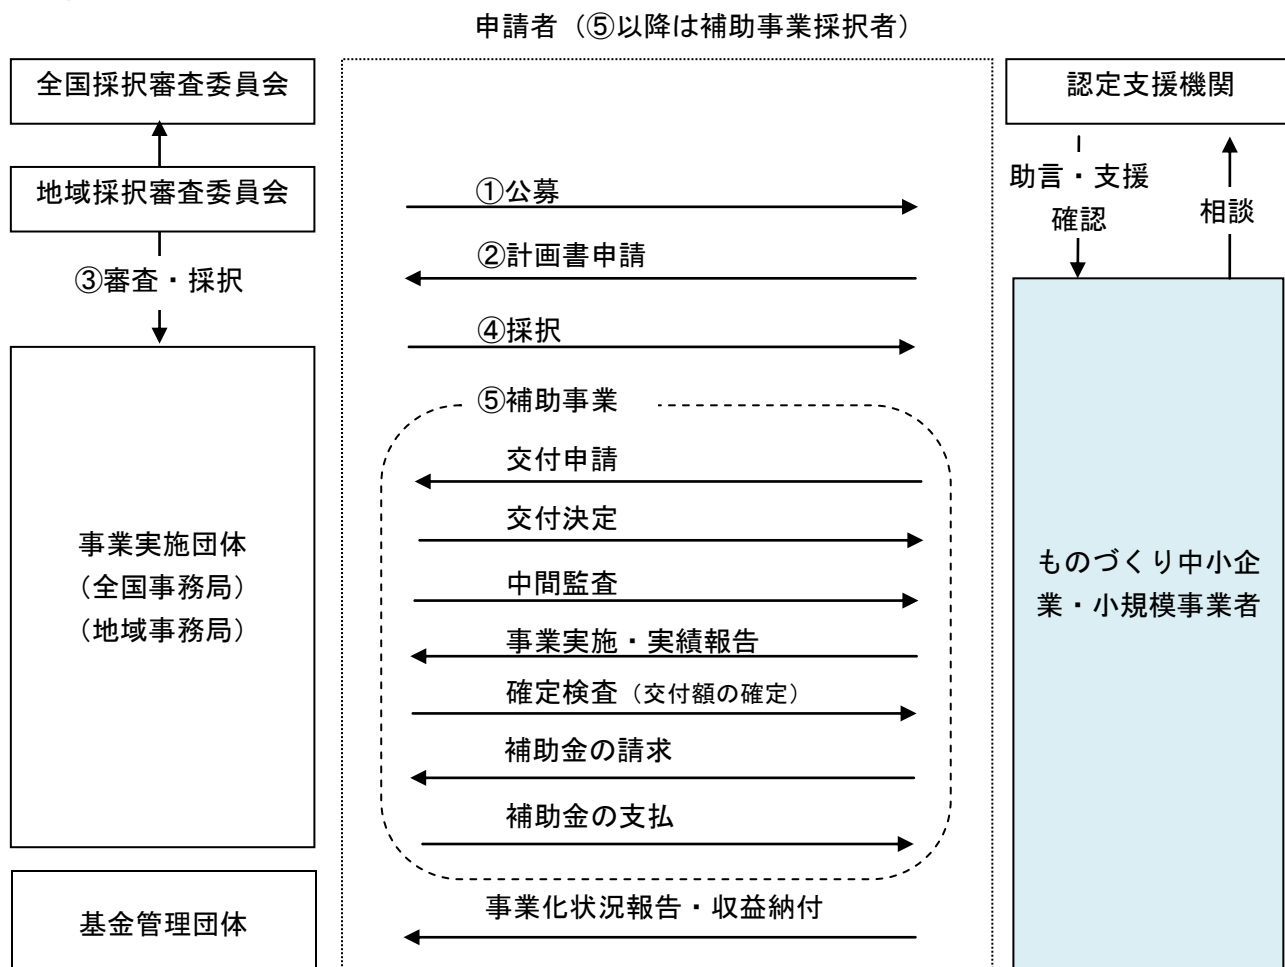 申請者（⑤以降は補助事業採択者）
全国採択審査委員会
地域採択審査委員会
③審査・採択
事業実施団体
（全国事務局）
（地域事務局）
基金管理団体
①公募
②計画書申請
④採択
⑤補助事業
交付申請
交付決定
中間監査
事業実施・実績報告
確定検査（交付額の確定）
補助金の請求
補助金の支払
事業化状況報告・収益納付
認定支援機関
助言・支援
確認
相談
ものづくり中小企
業・小規模事業者